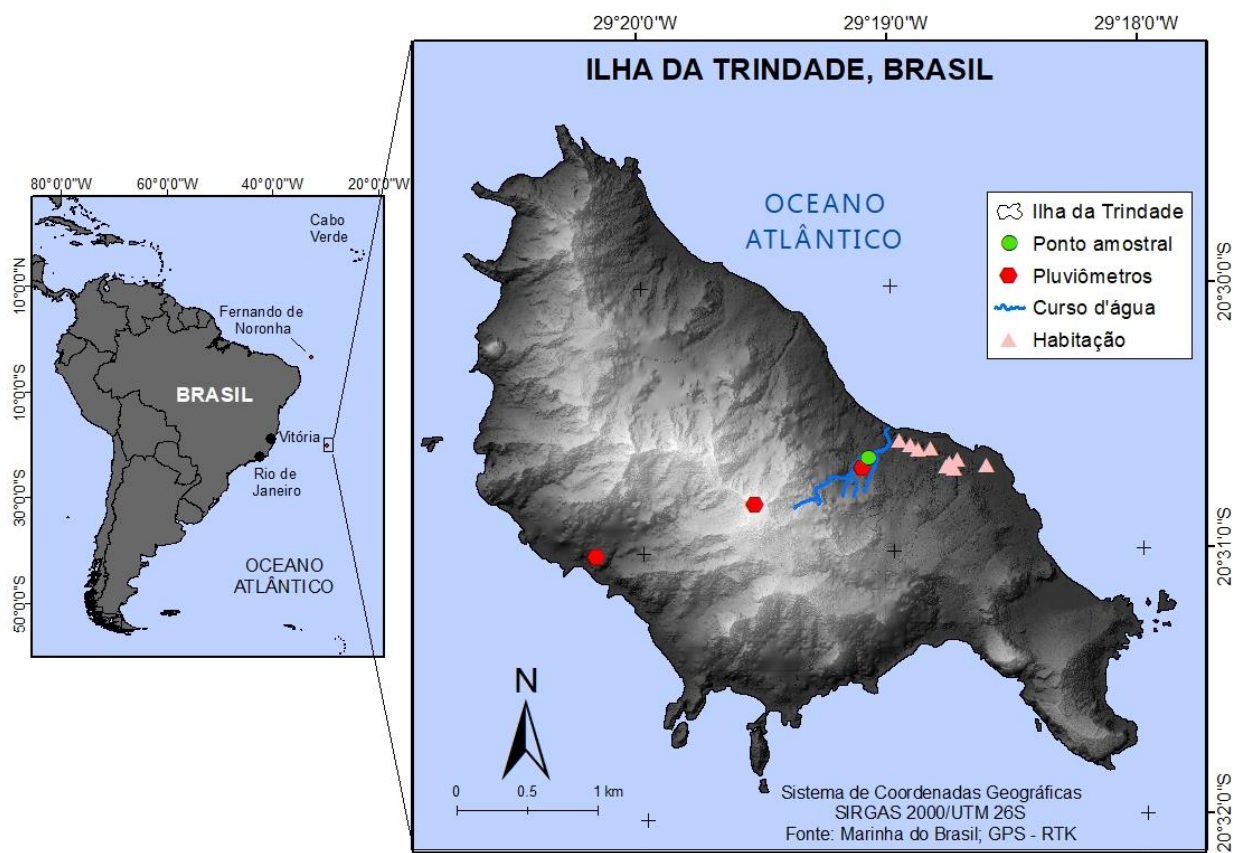 80°0'0"W 60°0'0"W 40°0'0"W 20°0'0"W
10°0'0"N
10°0'0"S
30°0'0"S
50°0'0"S
Cabo
Verde
Fernando de
Noronha
BRASIL
Vitória
Rio de
Janeiro
OCEANO
ATLÂNTICO
29°20'0"W 29°19'0"W 29°18'0"W
ILHA DA TRINDADE, BRASIL
OCEANO
ATLÂNTICO
Ilha da Trindade
Ponto amostral
Pluviômetros
Curso d'água
Habitação
20°30'0"S
20°31'0"S
20°32'0"S
N
0 0.5 1 km
Sistema de Coordenadas Geográficas
SIRGAS 2000/UTM 26S
Fonte: Marinha do Brasil; GPS - RTK